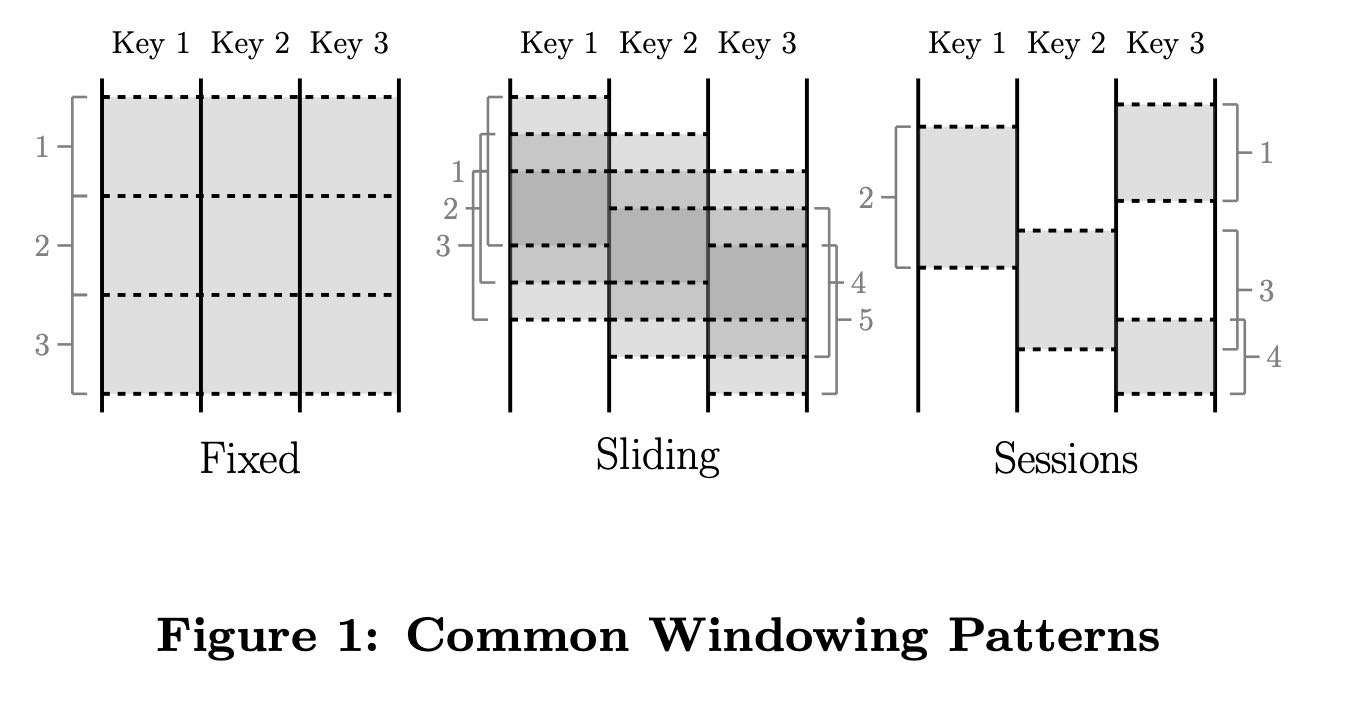 Key 1 Key 2 Key 3 Key 1 Key 2 Key 3 Key 1 Key 2 Key 3
1 1 2 3 2 1
2 4 5 3
3 4
Fixed Sliding Sessions
Figure 1: Common Windowing Patterns